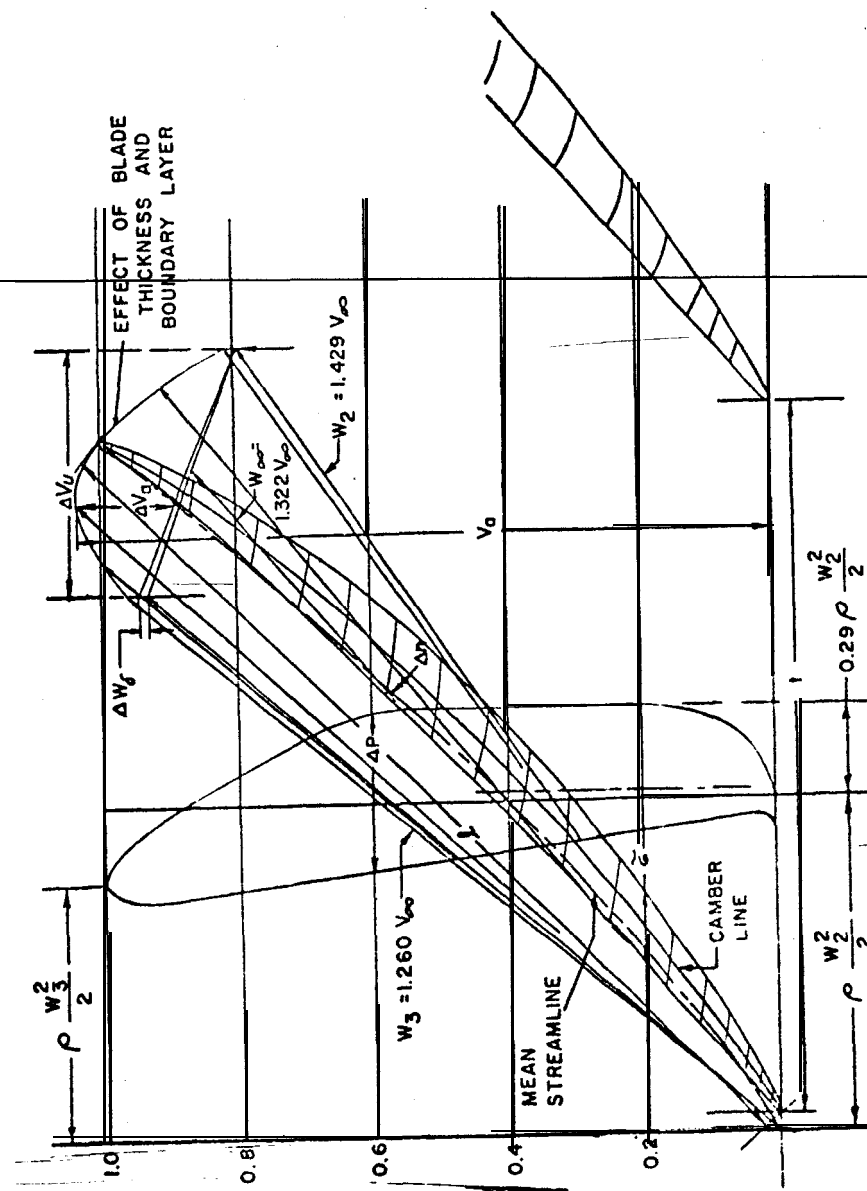 EFFECT OF BLADE
THICKNESS AND
BOUNDARY LAYER
ΔVu
ΔVa
W∞=
1.322 V∞
W2 = 1.429 V∞
Va
ΔWδ
Δn
ΔP
l
W3 = 1.260 V∞
ρ W3²/2
MEAN
STREAMLINE
CAMBER
LINE
t
0.29 ρ W2²/2
ρ W2²/2
1.0
0.8
0.6
0.4
0.2